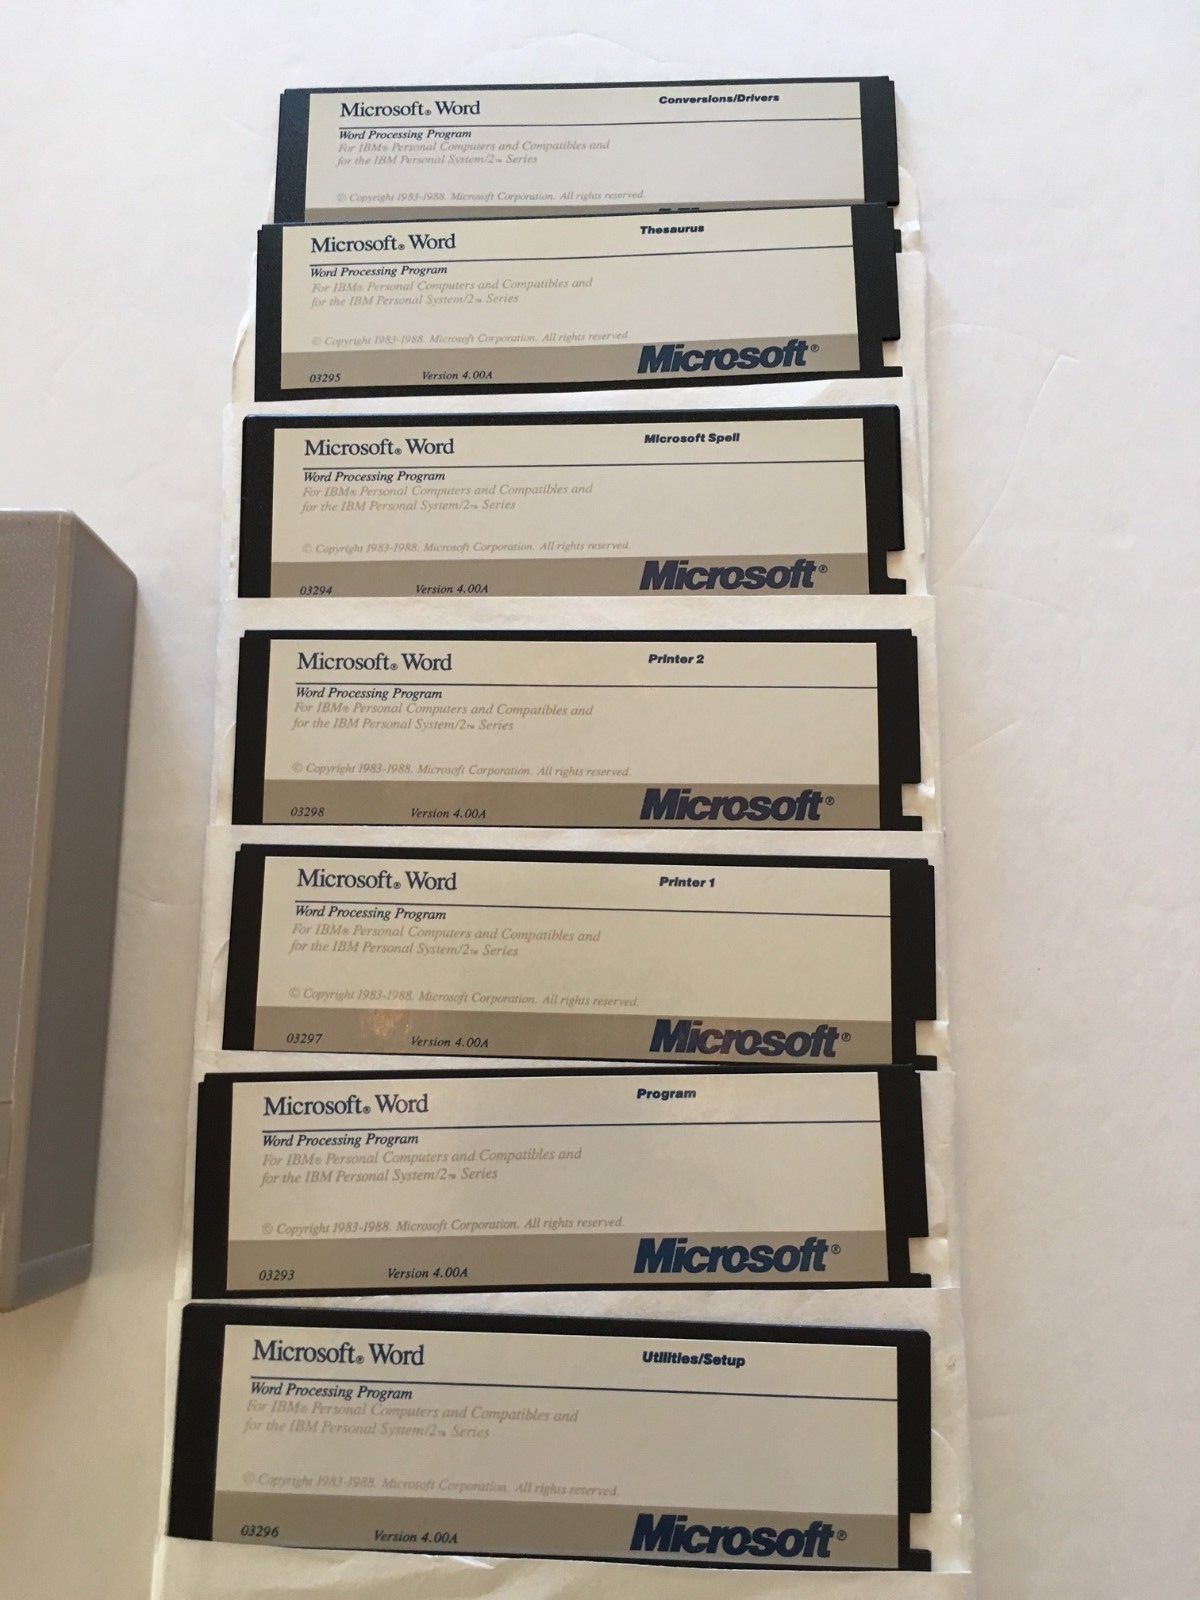 Microsoft® Word Conversions/Drivers
Word Processing Program
For IBM® Personal Computers and Compatibles and
for the IBM Personal System/2™ Series
© Copyright 1983-1988. Microsoft Corporation. All rights reserved.
Microsoft® Word Thesaurus
Word Processing Program
For IBM® Personal Computers and Compatibles and
for the IBM Personal System/2™ Series
© Copyright 1983-1988. Microsoft Corporation. All rights reserved.
03295 Version 4.00A Microsoft®
Microsoft® Word Microsoft Spell
Word Processing Program
For IBM® Personal Computers and Compatibles and
for the IBM Personal System/2™ Series
© Copyright 1983-1988. Microsoft Corporation. All rights reserved.
03294 Version 4.00A Microsoft®
Microsoft® Word Printer 2
Word Processing Program
For IBM® Personal Computers and Compatibles and
for the IBM Personal System/2™ Series
© Copyright 1983-1988. Microsoft Corporation. All rights reserved.
03298 Version 4.00A Microsoft®
Microsoft® Word Printer 1
Word Processing Program
For IBM® Personal Computers and Compatibles and
for the IBM Personal System/2™ Series
© Copyright 1983-1988. Microsoft Corporation. All rights reserved.
03297 Version 4.00A Microsoft®
Microsoft® Word Program
Word Processing Program
For IBM® Personal Computers and Compatibles and
for the IBM Personal System/2™ Series
© Copyright 1983-1988. Microsoft Corporation. All rights reserved.
03293 Version 4.00A Microsoft®
Microsoft® Word Utilities/Setup
Word Processing Program
For IBM® Personal Computers and Compatibles and
for the IBM Personal System/2™ Series
© Copyright 1983-1988. Microsoft Corporation. All rights reserved.
03296 Version 4.00A Microsoft®